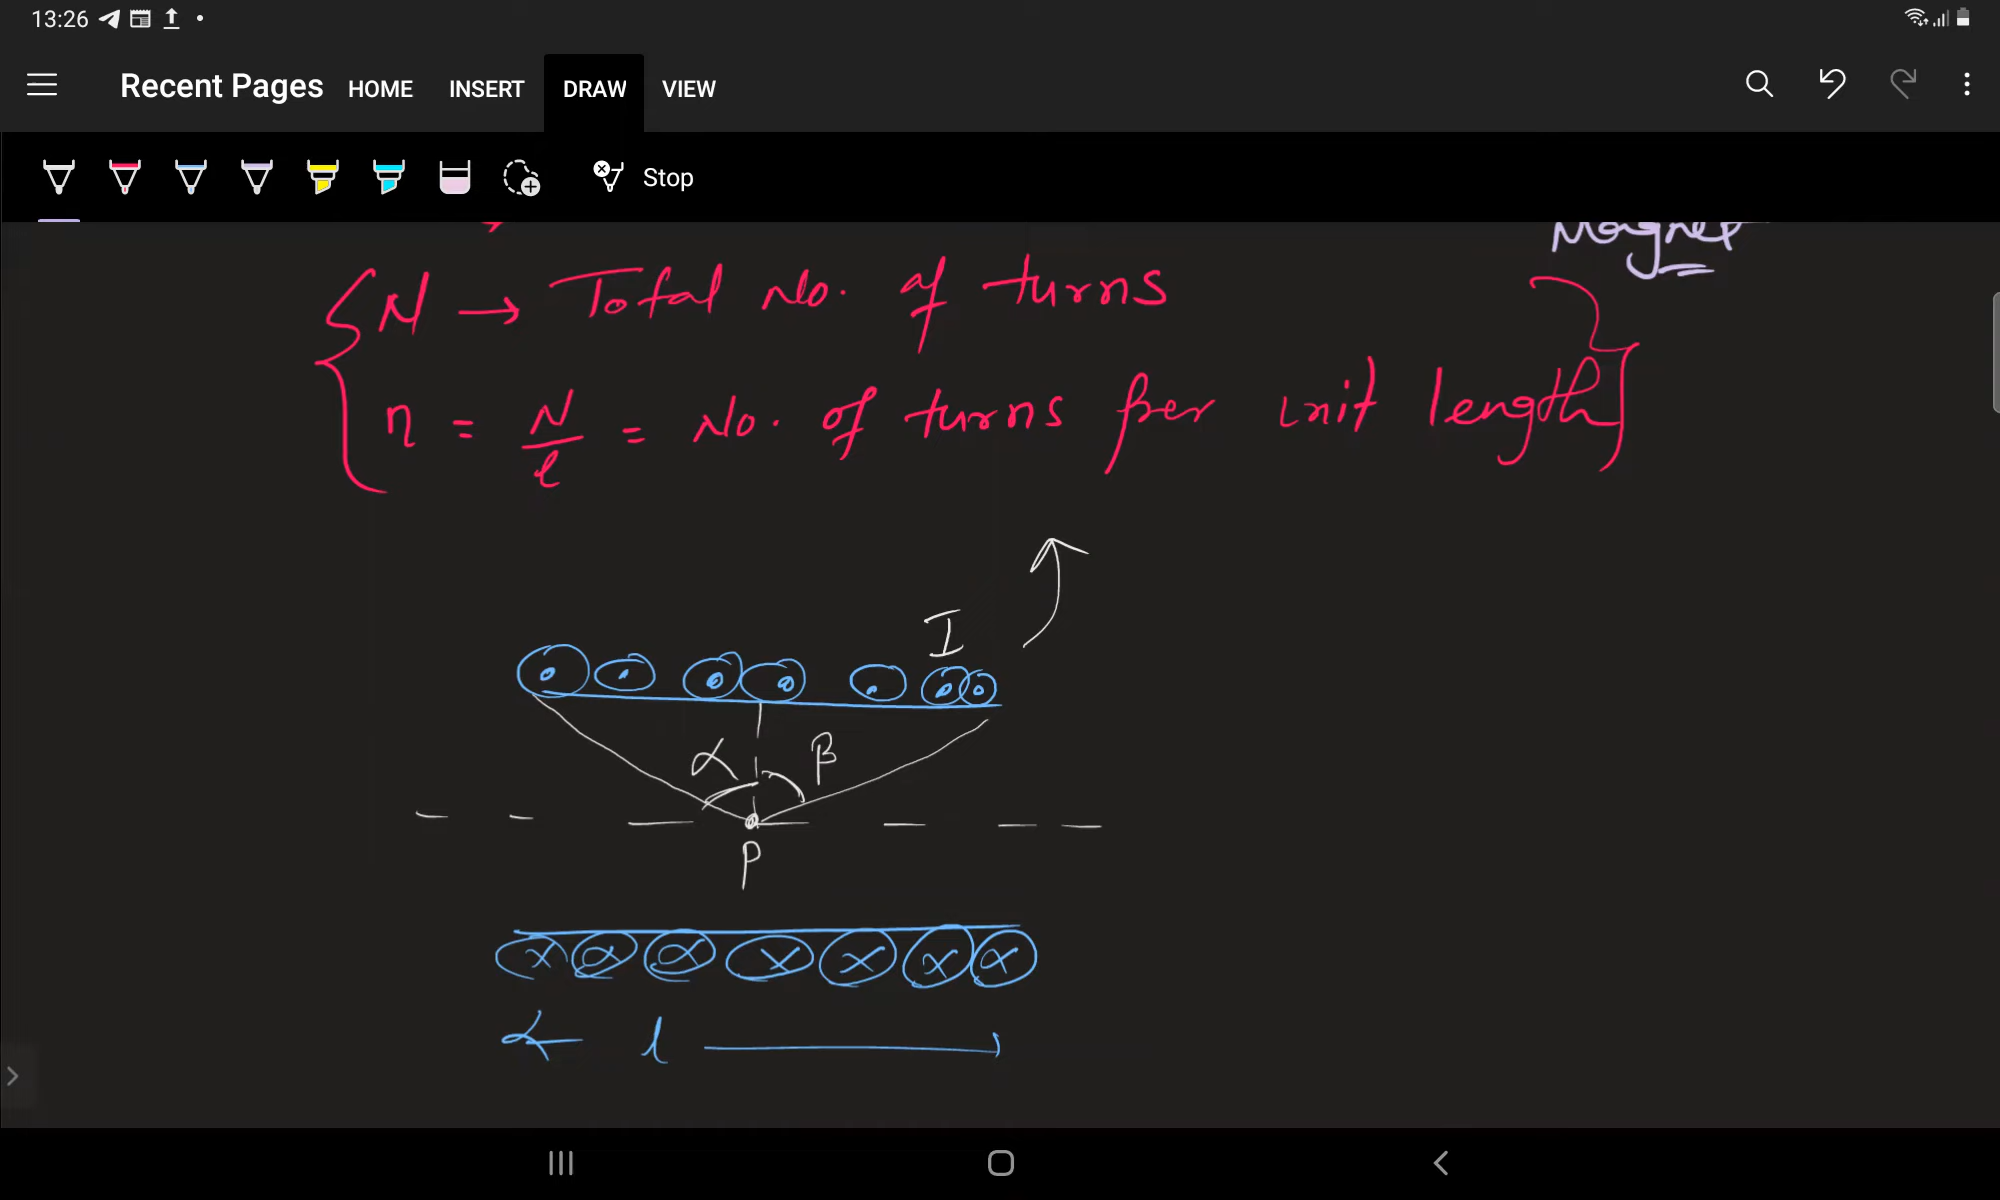 13:26
Recent Pages HOME INSERT DRAW VIEW
Stop
Magnet
N → Total No. of turns
n = N/l = No. of turns per unit length
I
α β
P
l